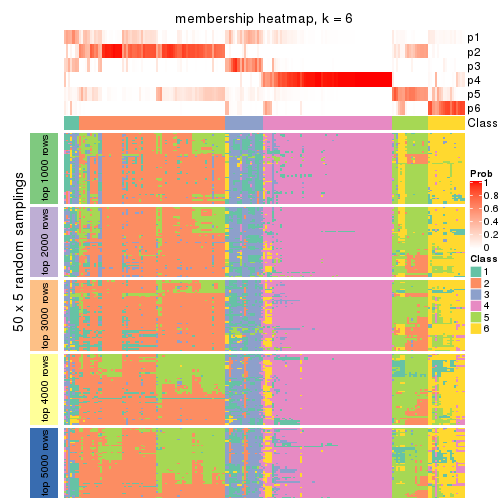 membership heatmap, k = 6
p1
p2
p3
p4
p5
p6
Class
50 x 5 random samplings
top 1000 rows
top 2000 rows
top 3000 rows
top 4000 rows
top 5000 rows
Prob
1
0.8
0.6
0.4
0.2
0
Class
1
2
3
4
5
6